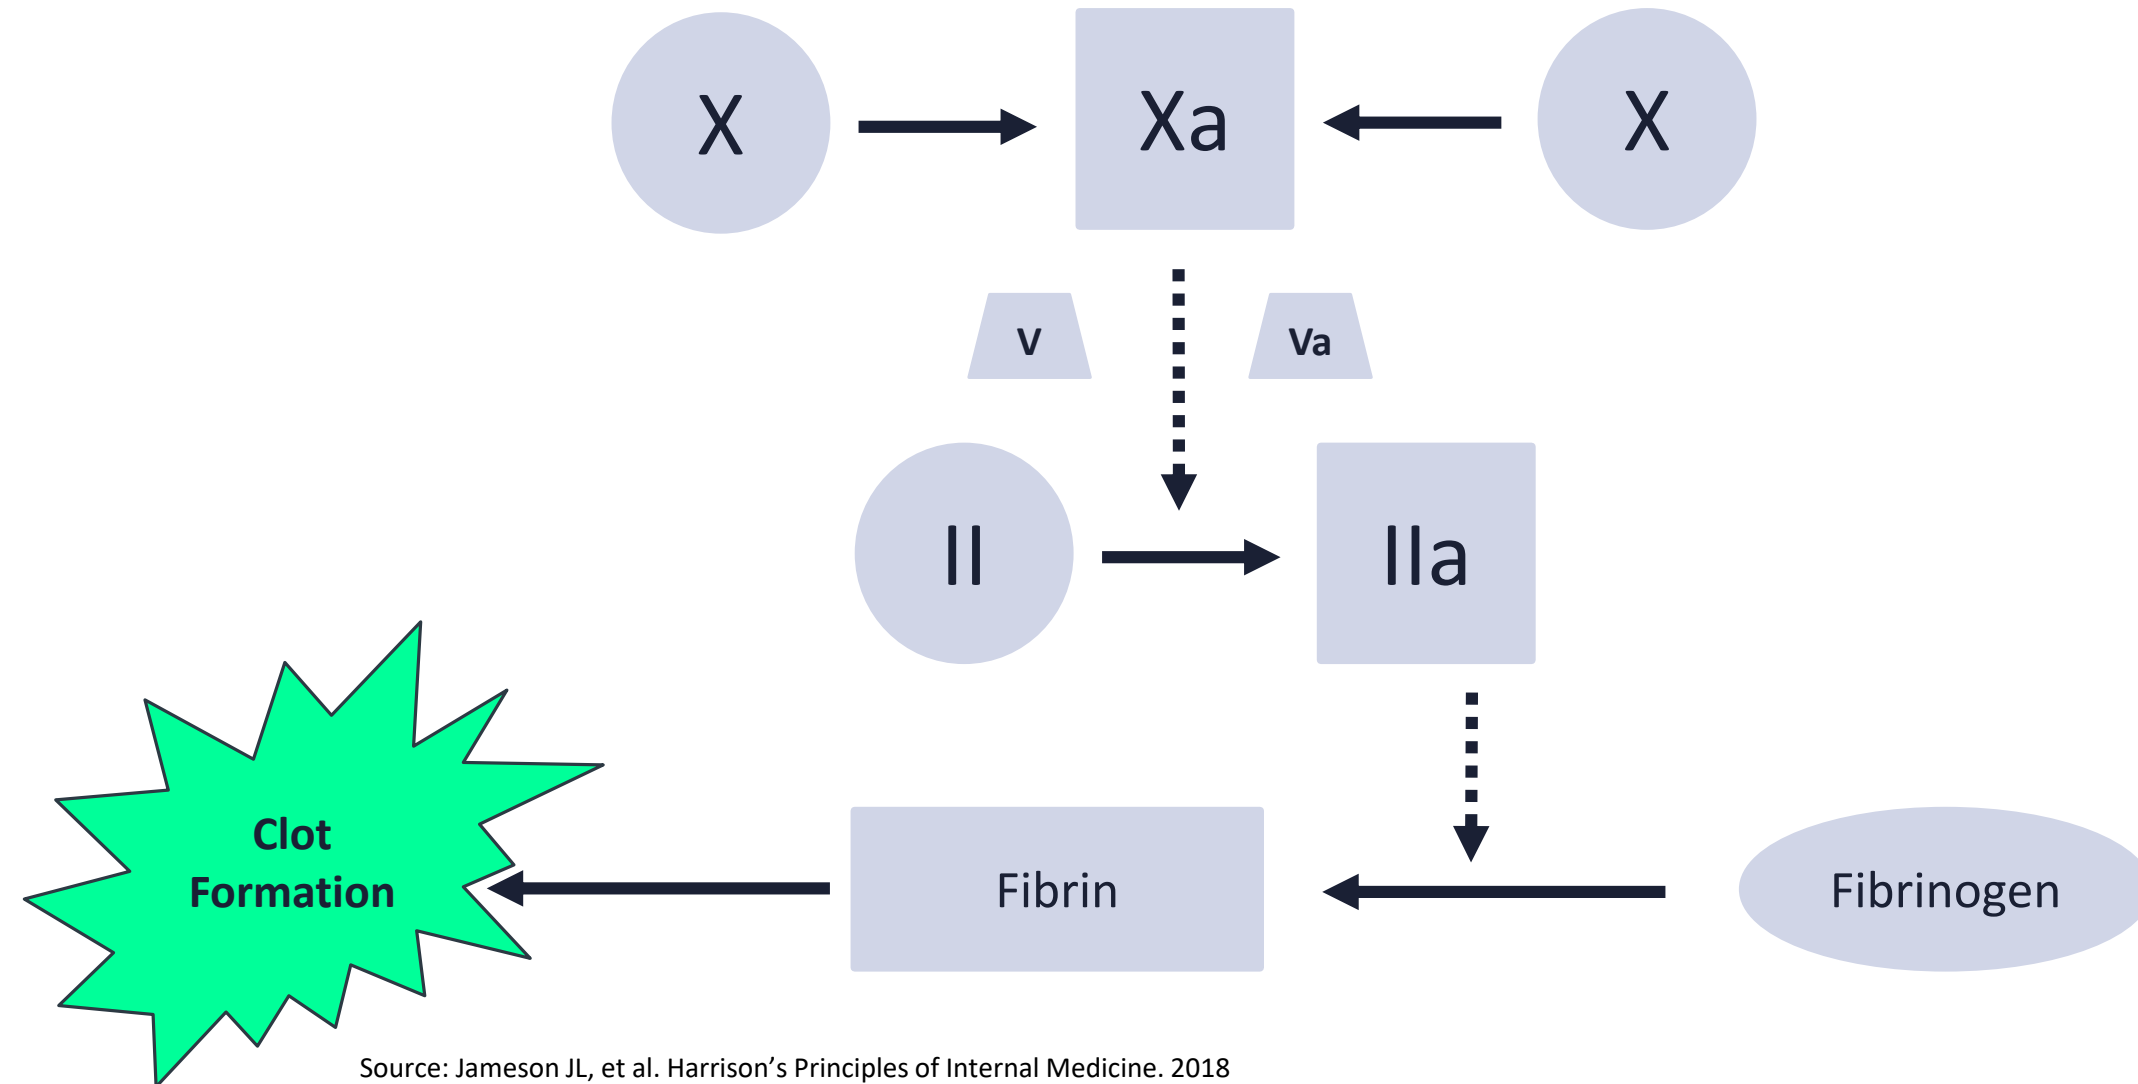 X
Xa
X
V
Va
II
IIa
Clot
Formation
Fibrin
Fibrinogen
Source: Jameson JL, et al. Harrison’s Principles of Internal Medicine. 2018